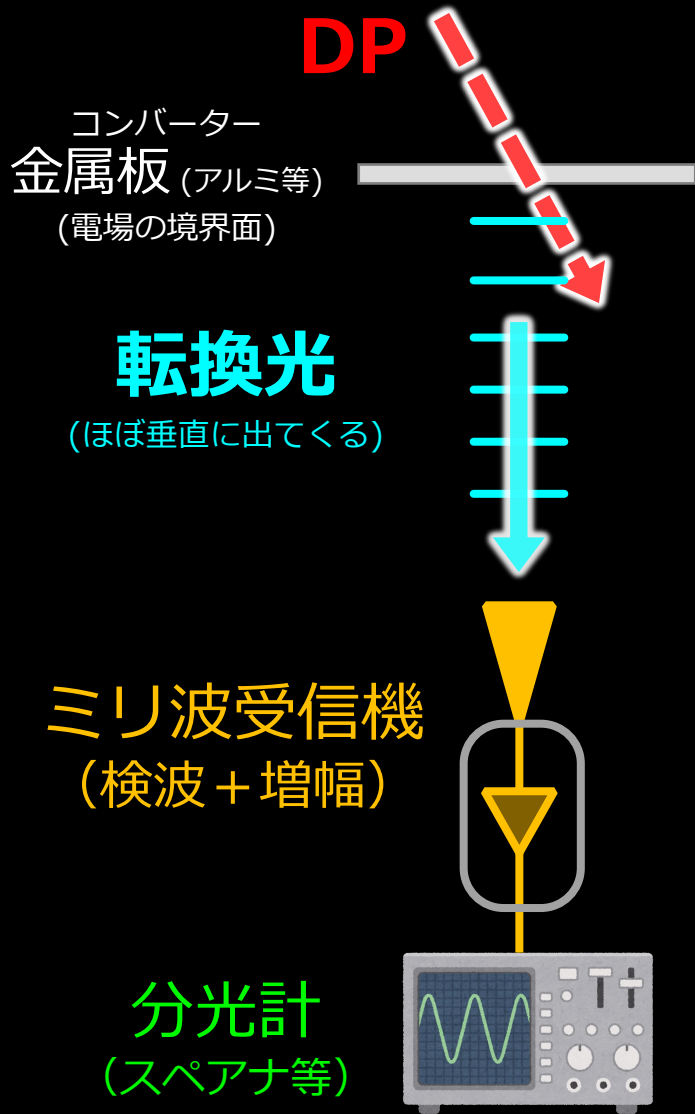 DP
コンバーター
金属板 (アルミ等)
(電場の境界面)
転換光
(ほぼ垂直に出てくる)
ミリ波受信機
（検波＋増幅）
分光計
（スペアナ等）